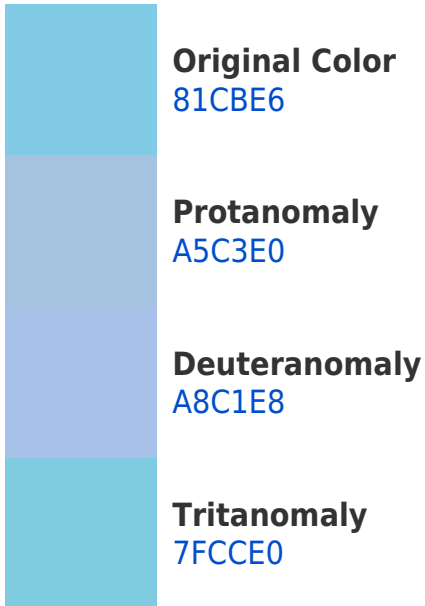 Original Color
81CBE6
Protanomaly
A5C3E0
Deuteranomaly
A8C1E8
Tritanomaly
7FCCE0